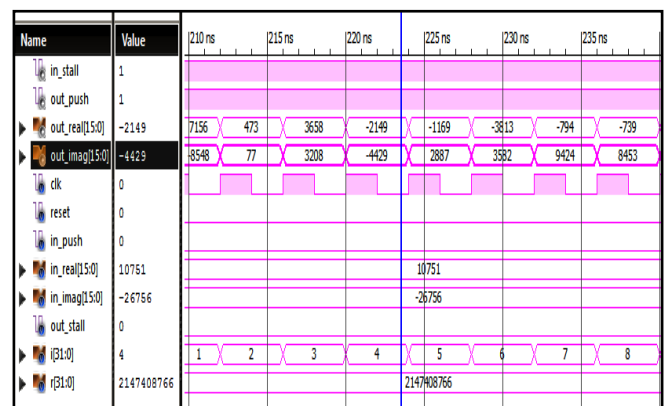 Name Value 210 ns 215 ns 220 ns 225 ns 230 ns 235 ns
in_stall 1
out_push 1
out_real[15:0] -2149 7156 473 3658 -2149 -1169 -3813 -794 -739
out_imag[15:0] -4429 -8548 77 3208 -4429 2887 3582 9424 8453
clk 0
reset 0
in_push 0
in_real[15:0] 10751 10751
in_imag[15:0] -26756 -26756
out_stall 0
i[31:0] 4 1 2 3 4 5 6 7 8
r[31:0] 2147408766 2147408766